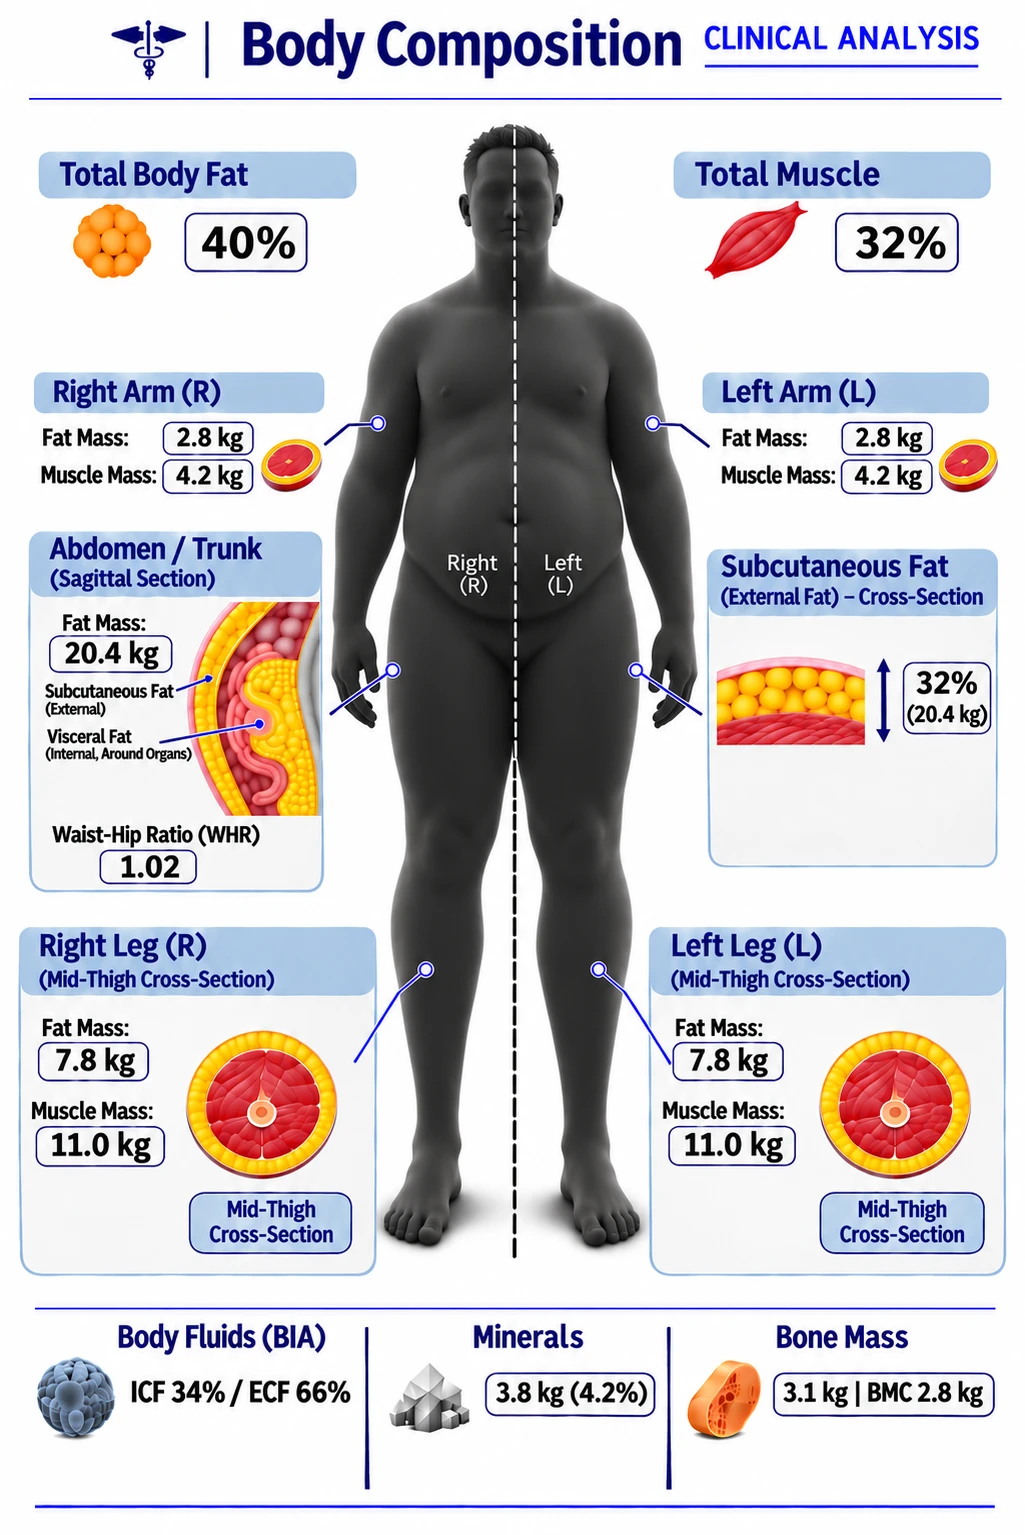 Body Composition
CLINICAL ANALYSIS
Total Body Fat
40%
Total Muscle
32%
Right Arm (R)
Fat Mass: 2.8 kg
Muscle Mass: 4.2 kg
Left Arm (L)
Fat Mass: 2.8 kg
Muscle Mass: 4.2 kg
Right
(R)
Left
(L)
Abdomen / Trunk
(Sagittal Section)
Fat Mass:
20.4 kg
Subcutaneous Fat
(External)
Visceral Fat
(Internal, Around Organs)
Waist-Hip Ratio (WHR)
1.02
Subcutaneous Fat
(External Fat) – Cross-Section
32%
(20.4 kg)
Right Leg (R)
(Mid-Thigh Cross-Section)
Fat Mass:
7.8 kg
Muscle Mass:
11.0 kg
Mid-Thigh
Cross-Section
Left Leg (L)
(Mid-Thigh Cross-Section)
Fat Mass:
7.8 kg
Muscle Mass:
11.0 kg
Mid-Thigh
Cross-Section
Body Fluids (BIA)
ICF 34% / ECF 66%
Minerals
3.8 kg (4.2%)
Bone Mass
3.1 kg | BMC 2.8 kg